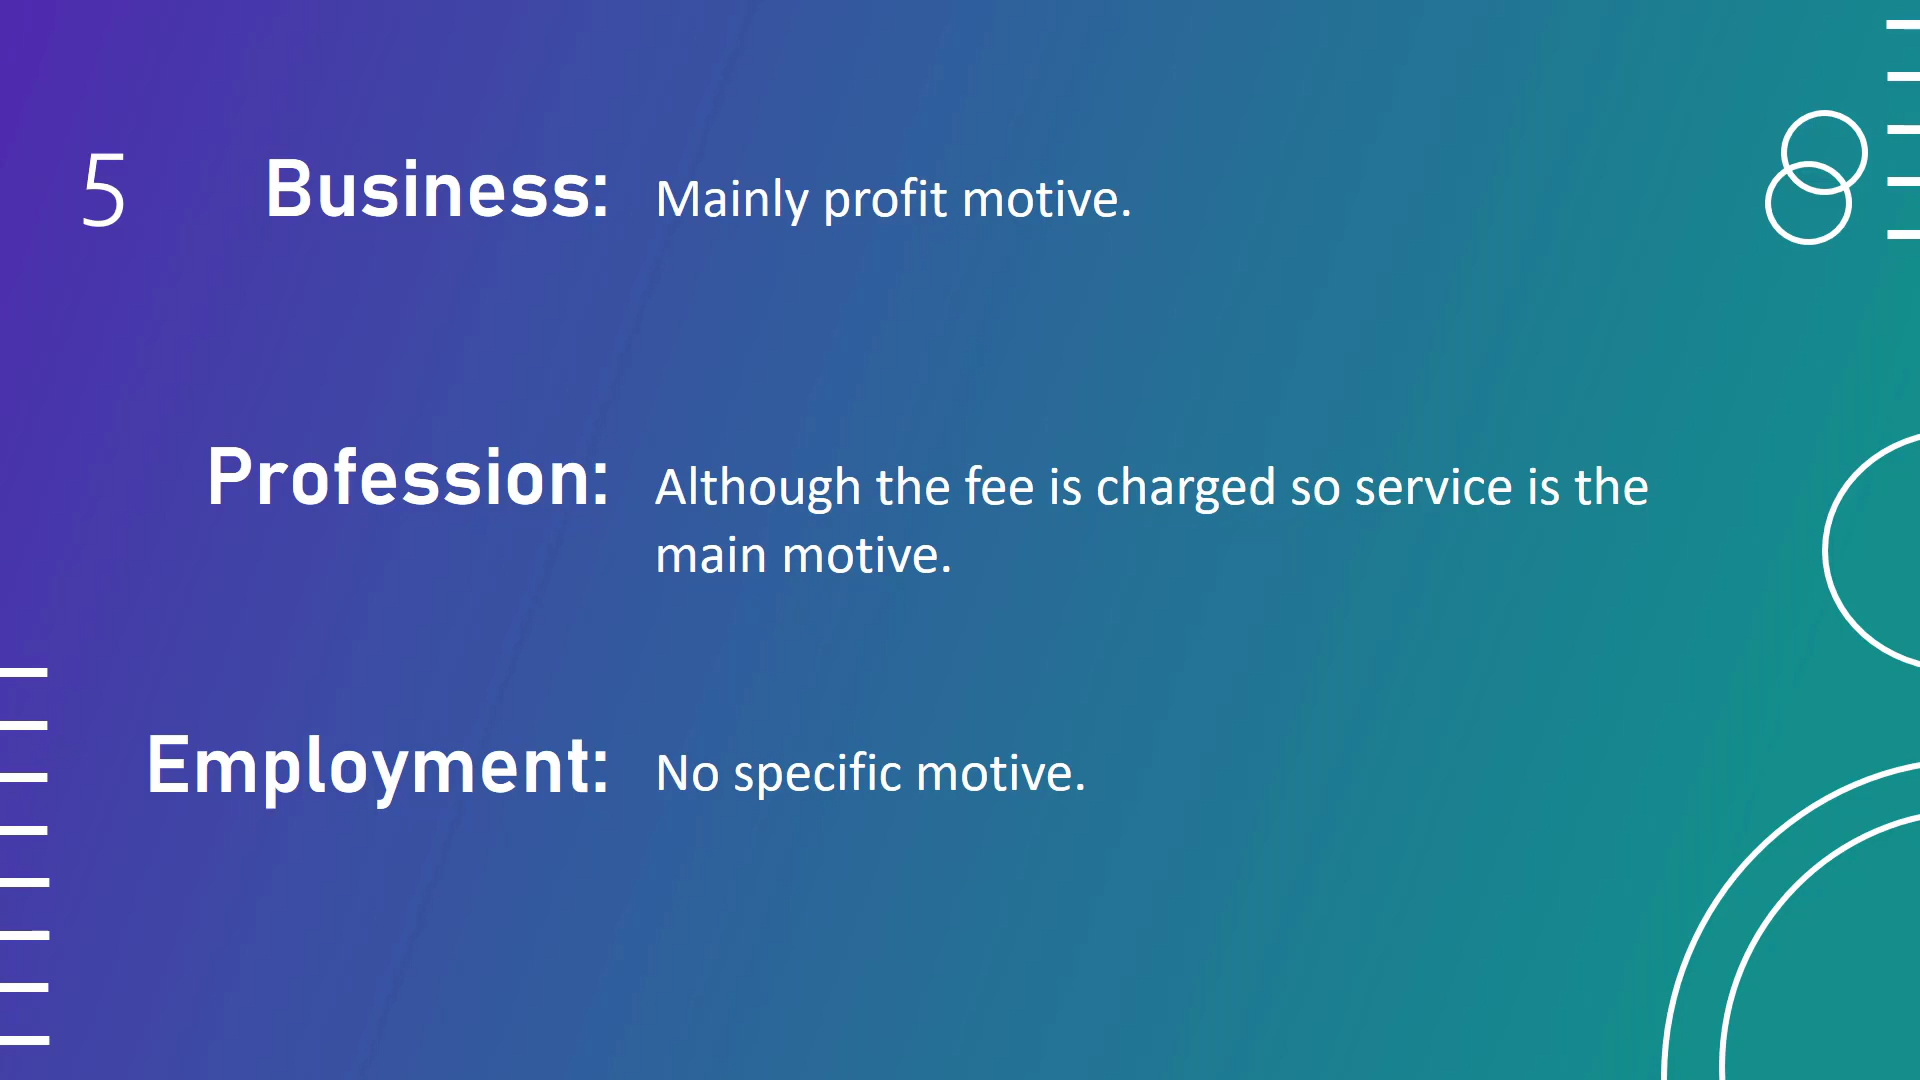 5 Business: Mainly profit motive.
Profession: Although the fee is charged so service is the
main motive.
Employment: No specific motive.